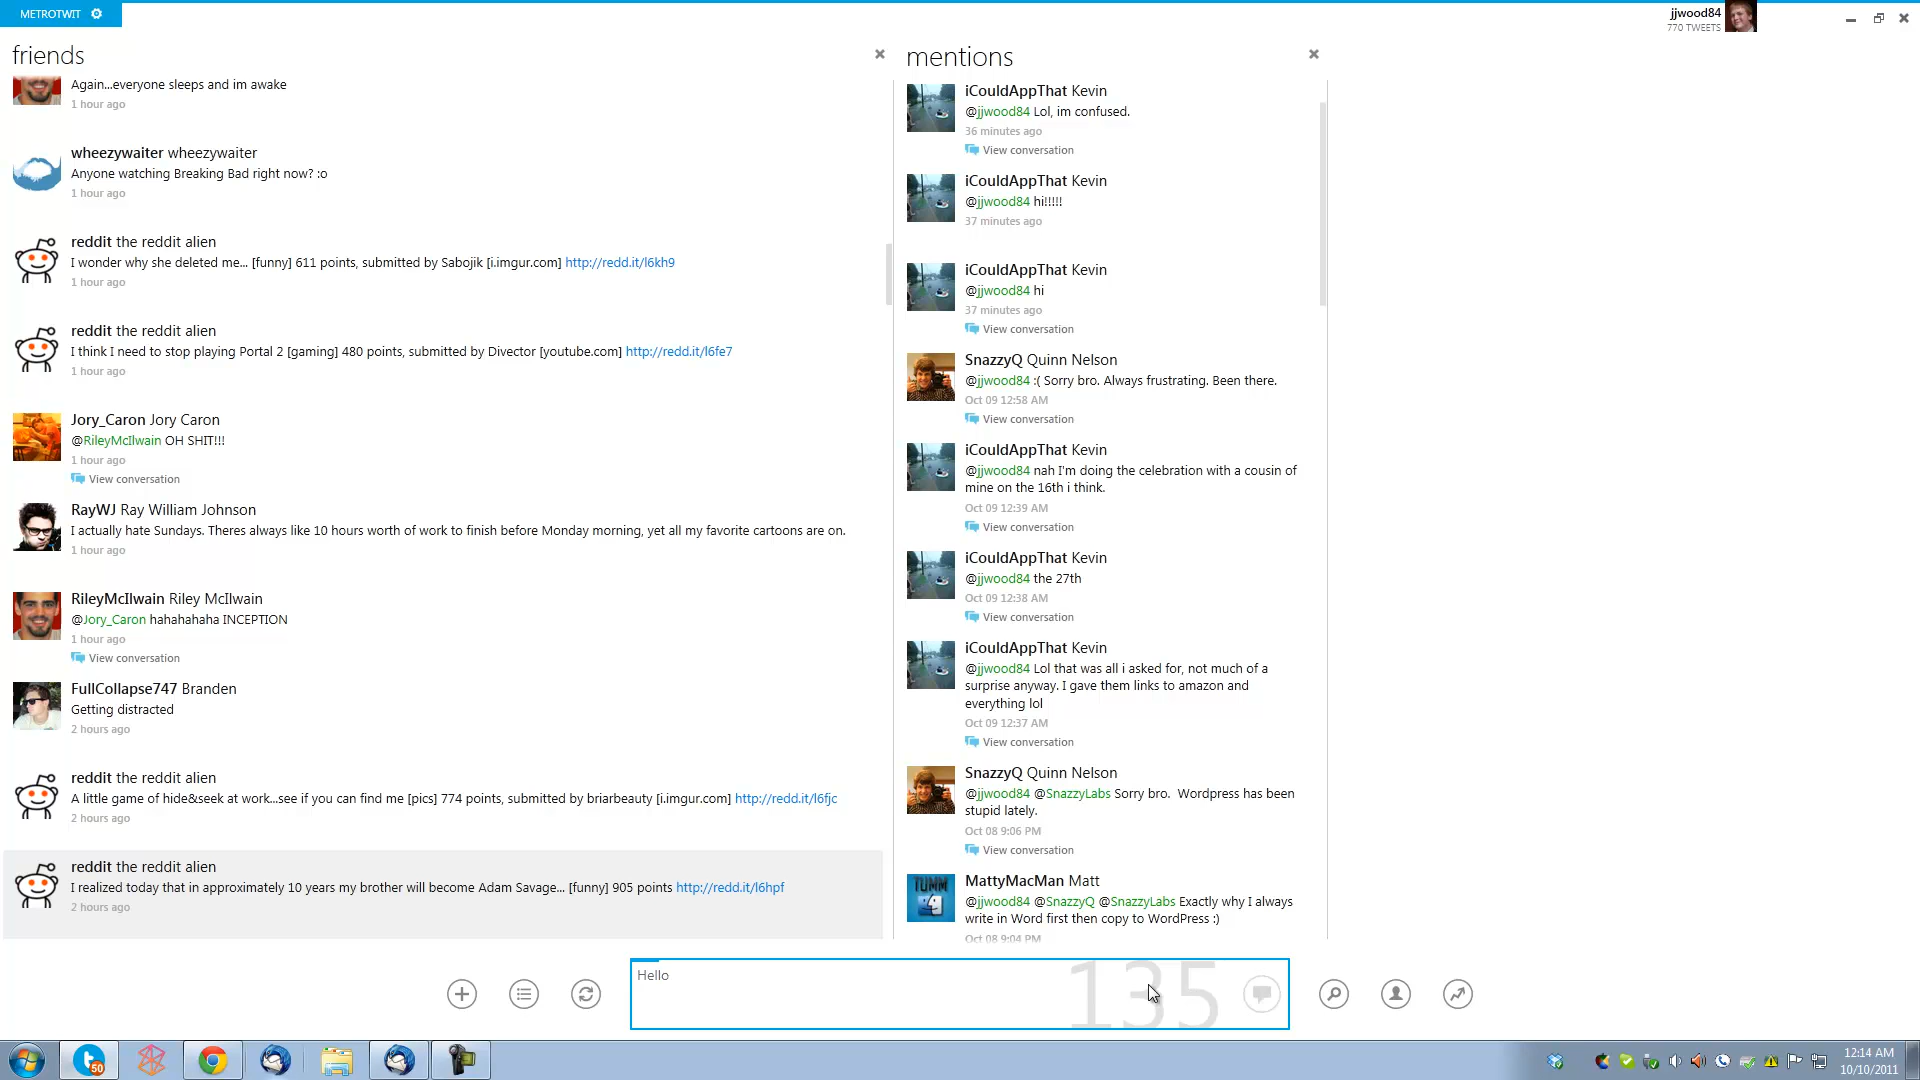 METROTWIT
jjwood84
770 TWEETS
friends
Again...everyone sleeps and im awake
1 hour ago
wheezywaiter wheezywaiter
Anyone watching Breaking Bad right now? :o
1 hour ago
reddit the reddit alien
I wonder why she deleted me... [funny] 611 points, submitted by Sabojik [i.imgur.com] http://redd.it/l6kh9
1 hour ago
reddit the reddit alien
I think I need to stop playing Portal 2 [gaming] 480 points, submitted by Divector [youtube.com] http://redd.it/l6fe7
1 hour ago
Jory_Caron Jory Caron
@RileyMcIlwain OH SHIT!!!
1 hour ago
View conversation
RayWJ Ray William Johnson
I actually hate Sundays. Theres always like 10 hours worth of work to finish before Monday morning, yet all my favorite cartoons are on.
1 hour ago
RileyMcIlwain Riley McIlwain
@Jory_Caron hahahahaha INCEPTION
1 hour ago
View conversation
FullCollapse747 Branden
Getting distracted
2 hours ago
reddit the reddit alien
A little game of hide&seek at work...see if you can find me [pics] 774 points, submitted by briarbeauty [i.imgur.com] http://redd.it/l6fjc
2 hours ago
reddit the reddit alien
I realized today that in approximately 10 years my brother will become Adam Savage... [funny] 905 points http://redd.it/l6hpf
2 hours ago
mentions
iCouldAppThat Kevin
@jjwood84 Lol, im confused.
36 minutes ago
View conversation
iCouldAppThat Kevin
@jjwood84 hi!!!!!
37 minutes ago
iCouldAppThat Kevin
@jjwood84 hi
37 minutes ago
View conversation
SnazzyQ Quinn Nelson
@jjwood84 :( Sorry bro. Always frustrating. Been there.
Oct 09 12:58 AM
View conversation
iCouldAppThat Kevin
@jjwood84 nah I'm doing the celebration with a cousin of
mine on the 16th i think.
Oct 09 12:39 AM
View conversation
iCouldAppThat Kevin
@jjwood84 the 27th
Oct 09 12:38 AM
View conversation
iCouldAppThat Kevin
@jjwood84 Lol that was all i asked for, not much of a
surprise anyway. I gave them links to amazon and
everything lol
Oct 09 12:37 AM
View conversation
SnazzyQ Quinn Nelson
@jjwood84 @SnazzyLabs Sorry bro.  Wordpress has been
stupid lately.
Oct 08 9:06 PM
View conversation
MattyMacMan Matt
TUMM
@jjwood84 @SnazzyQ @SnazzyLabs Exactly why I always
write in Word first then copy to WordPress :)
Oct 08 9:04 PM
Hello
135
50
12:14 AM
10/10/2011